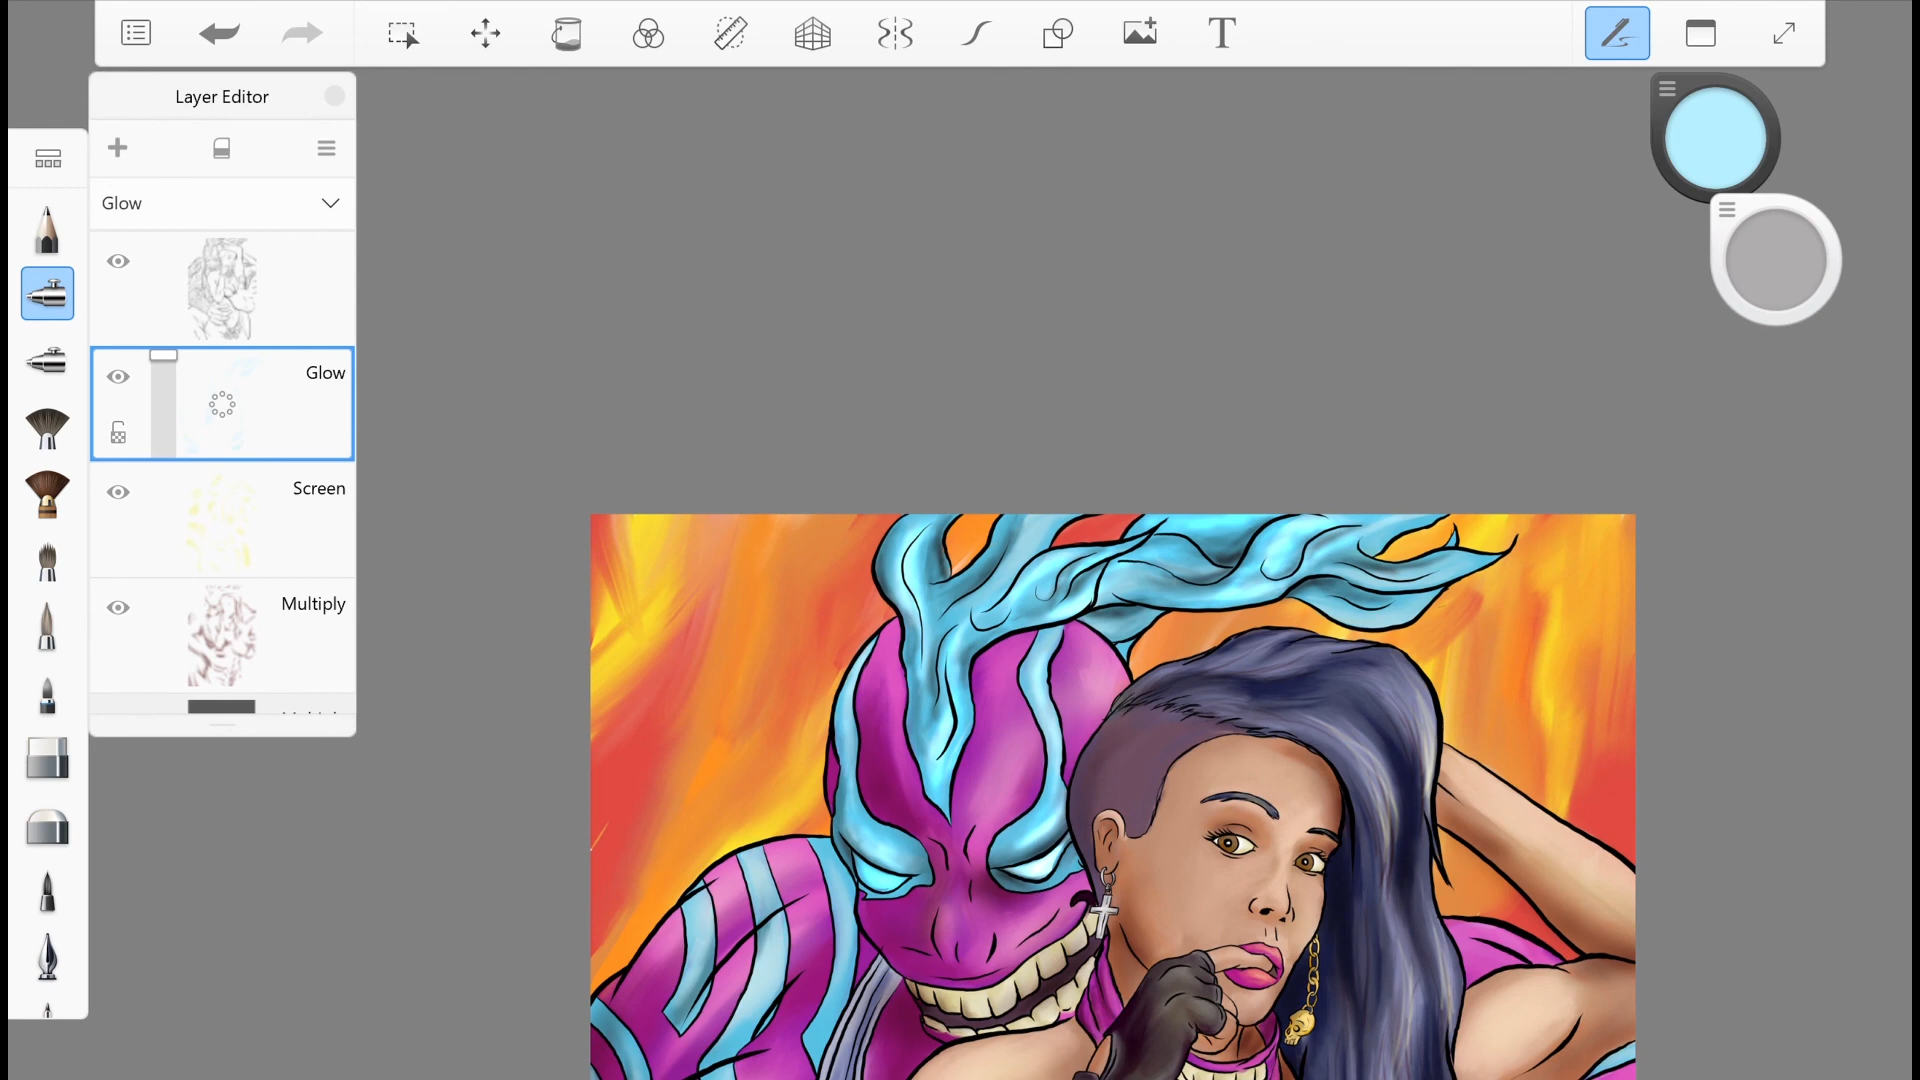 T
Layer Editor
Glow
Glow
Screen
Multiply